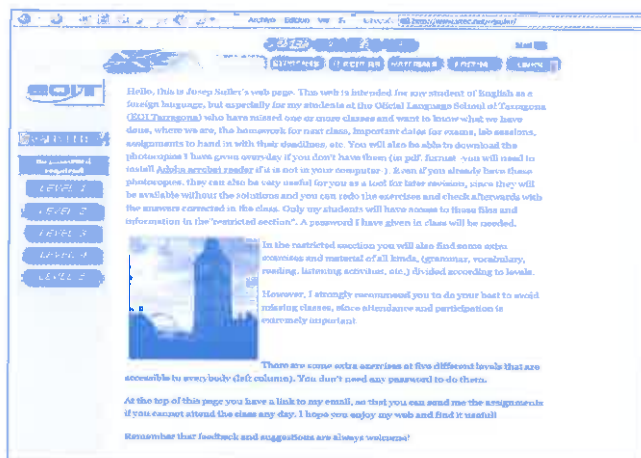 Archivo Edición Ver
Mail
STUDENTS TEACHERS MATERIALS FORUM LINKS
EOIT
no password
required
LEVEL 1
LEVEL 2
LEVEL 3
LEVEL 4
LEVEL 5
Hello, this is Josep Suller's web page. This web is intended for any student of English as a
foreign language, but especially for my students at the Oficial Language School of Tarragona
(EOI Tarragona) who have missed one or more classes and want to know what we have
done, where we are, the homework for next class, important dates for exams, lab sessions,
assignments to hand in with their deadlines, etc. You will also be able to download the
photocopies I have given everyday if you don't have them (in pdf. format -you will need to
install Adobe acrobat reader if it is not in your computer-). Even if you already have these
photocopies, they can also be very useful for you as a tool for later revision, since they will
be available without the solutions and you can redo the exercises and check afterwards with
the answers corrected in the class. Only my students will have access to these files and
information in the "restricted section". A password I have given in class will be needed.
In the restricted section you will also find some extra
exercises and material of all kinds, (grammar, vocabulary,
reading, listening activities, etc.) divided according to levels.
However, I strongly recommend you to do your best to avoid
missing classes, since attendance and participation is
extremely important
There are some extra exercises at five different levels that are
accessible to everybody (left column). You don't need any password to do them.
At the top of this page you have a link to my email, so that you can send me the assignments
if you cannot attend the class any day. I hope you enjoy my web and find it useful!
Remember that feedback and suggestions are always welcome!